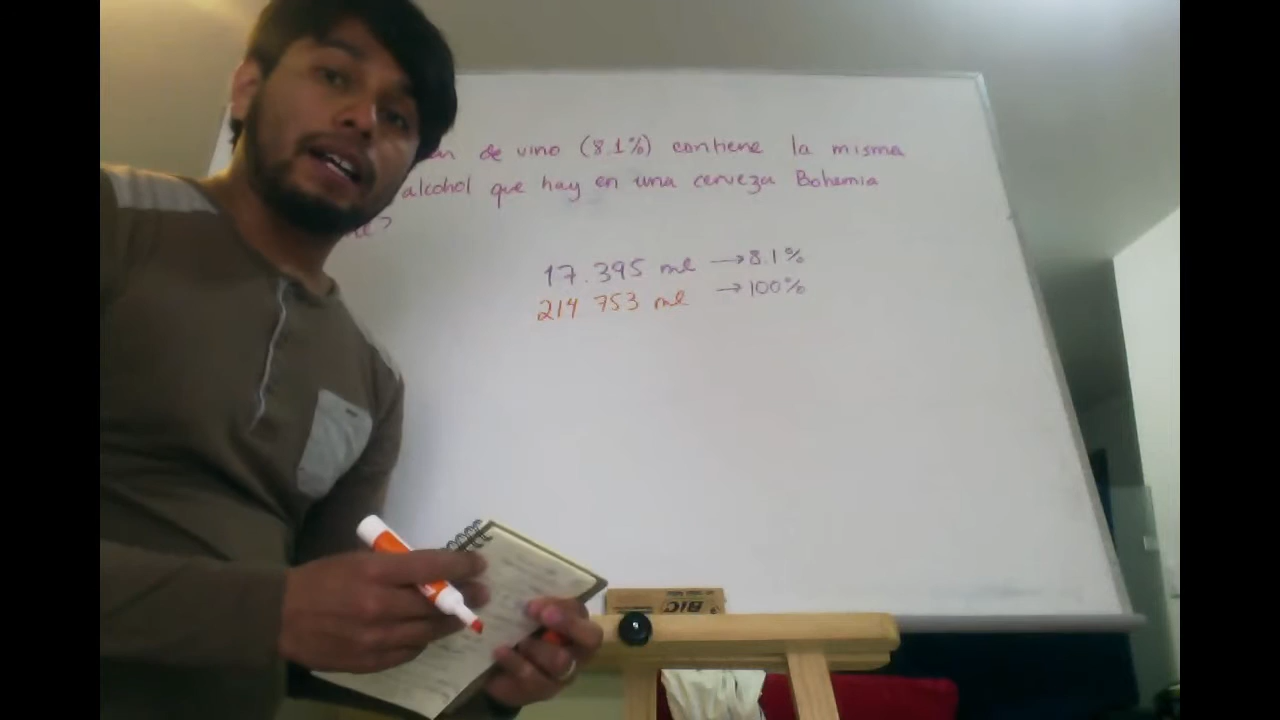 de vino (8.1%) contiene la misma
alcohol que hay en una cerveza Bohemia
17.395 ml → 8.1%
214 753 ml → 100%
BIC